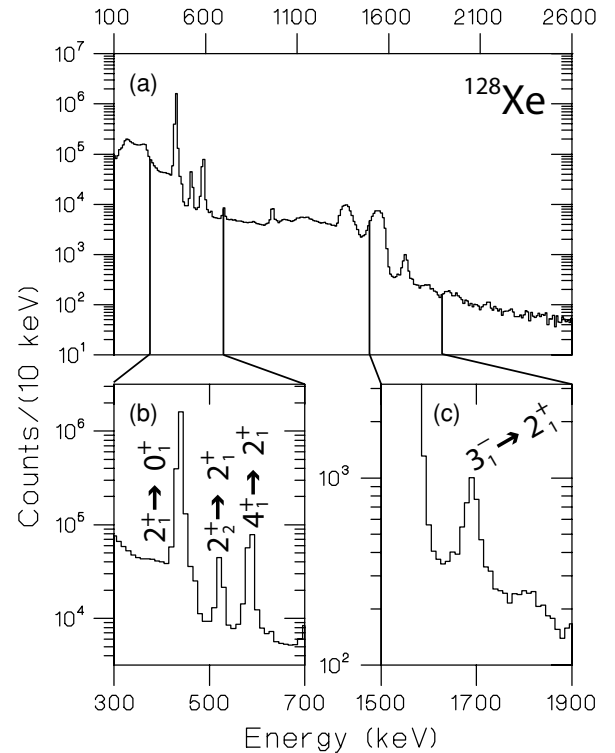 100 600 1100 1600 2100 2600
(a) ¹²⁸Xe
10⁷
10⁶
10⁵
10⁴
10³
10²
10¹
Counts/(10 keV)
(b)
10⁶
10⁵
10⁴
2₁⁺ → 0₁⁺
2₂⁺ → 2₁⁺
4₁⁺ → 2₁⁺
300 500 700
(c)
3₁⁻ → 2₁⁺
10³
10²
1500 1700 1900
Energy (keV)